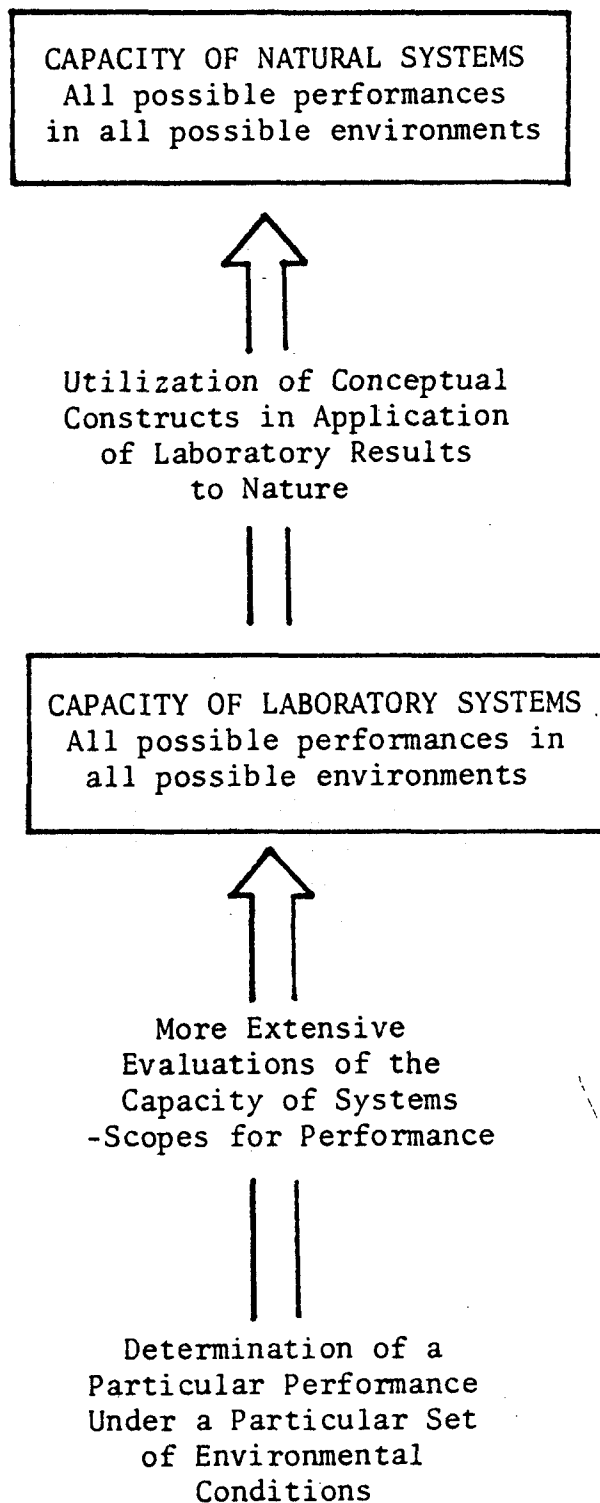 CAPACITY OF NATURAL SYSTEMS
All possible performances
in all possible environments
Utilization of Conceptual
Constructs in Application
of Laboratory Results
to Nature
CAPACITY OF LABORATORY SYSTEMS
All possible performances in
all possible environments
More Extensive
Evaluations of the
Capacity of Systems
-Scopes for Performance
Determination of a
Particular Performance
Under a Particular Set
of Environmental
Conditions